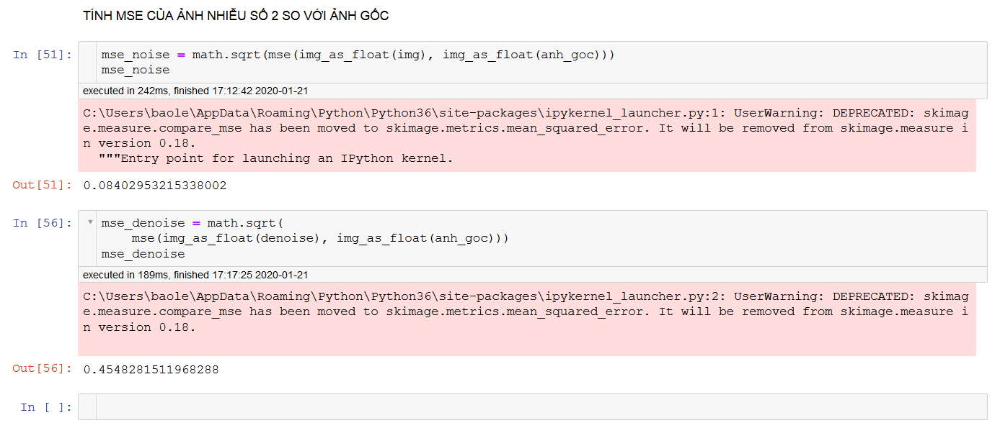 TÍNH MSE CỦA ẢNH NHIỄU SỐ 2 SO VỚI ẢNH GỐC
In [51]:
mse_noise = math.sqrt(mse(img_as_float(img), img_as_float(anh_goc)))
mse_noise
executed in 242ms, finished 17:12:42 2020-01-21
C:\Users\baole\AppData\Roaming\Python\Python36\site-packages\ipykernel_launcher.py:1: UserWarning: DEPRECATED: skimag
e.measure.compare_mse has been moved to skimage.metrics.mean_squared_error. It will be removed from skimage.measure i
n version 0.18.
"""Entry point for launching an IPython kernel.
Out[51]: 0.08402953215338002
In [56]:
mse_denoise = math.sqrt(
mse(img_as_float(denoise), img_as_float(anh_goc)))
mse_denoise
executed in 189ms, finished 17:17:25 2020-01-21
C:\Users\baole\AppData\Roaming\Python\Python36\site-packages\ipykernel_launcher.py:2: UserWarning: DEPRECATED: skimag
e.measure.compare_mse has been moved to skimage.metrics.mean_squared_error. It will be removed from skimage.measure i
n version 0.18.
Out[56]: 0.4548281511968288
In [ ]: